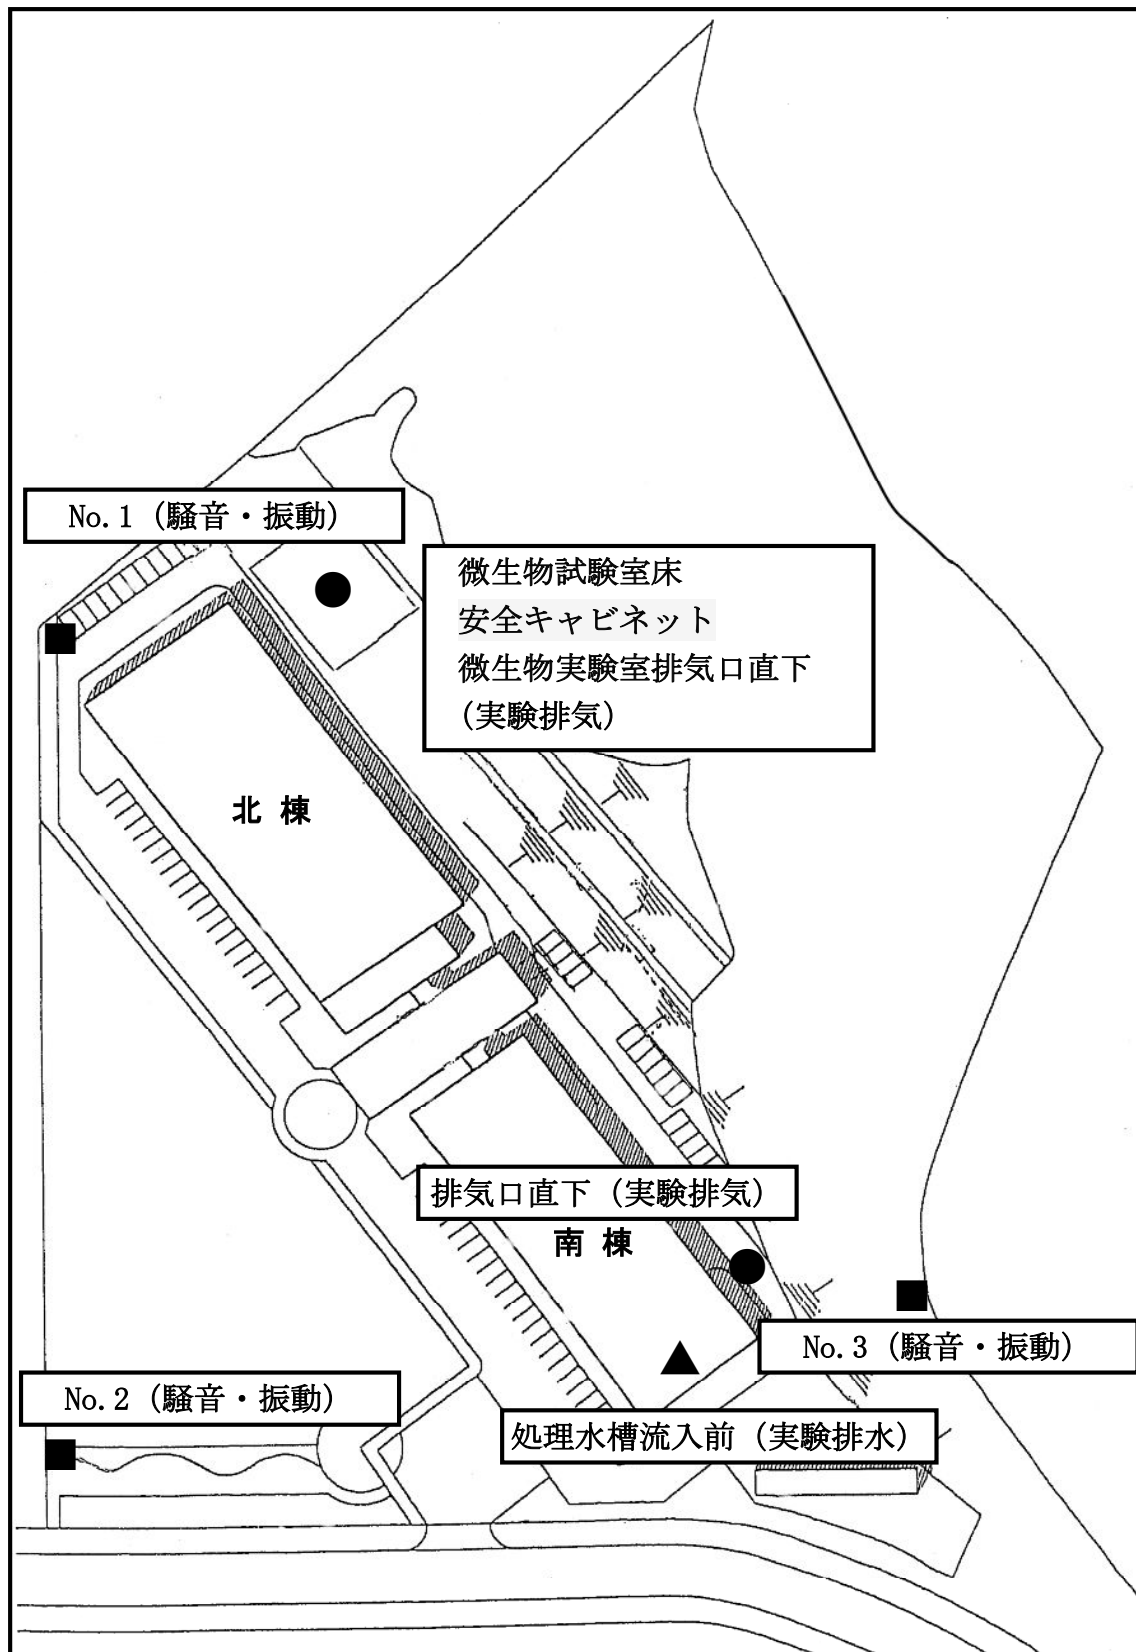 No.1（騒音・振動）
微生物試験室床
安全キャビネット
微生物実験室排気口直下
（実験排気）
北 棟
排気口直下（実験排気）
南 棟
No.3（騒音・振動）
No.2（騒音・振動）
処理水槽流入前（実験排水）